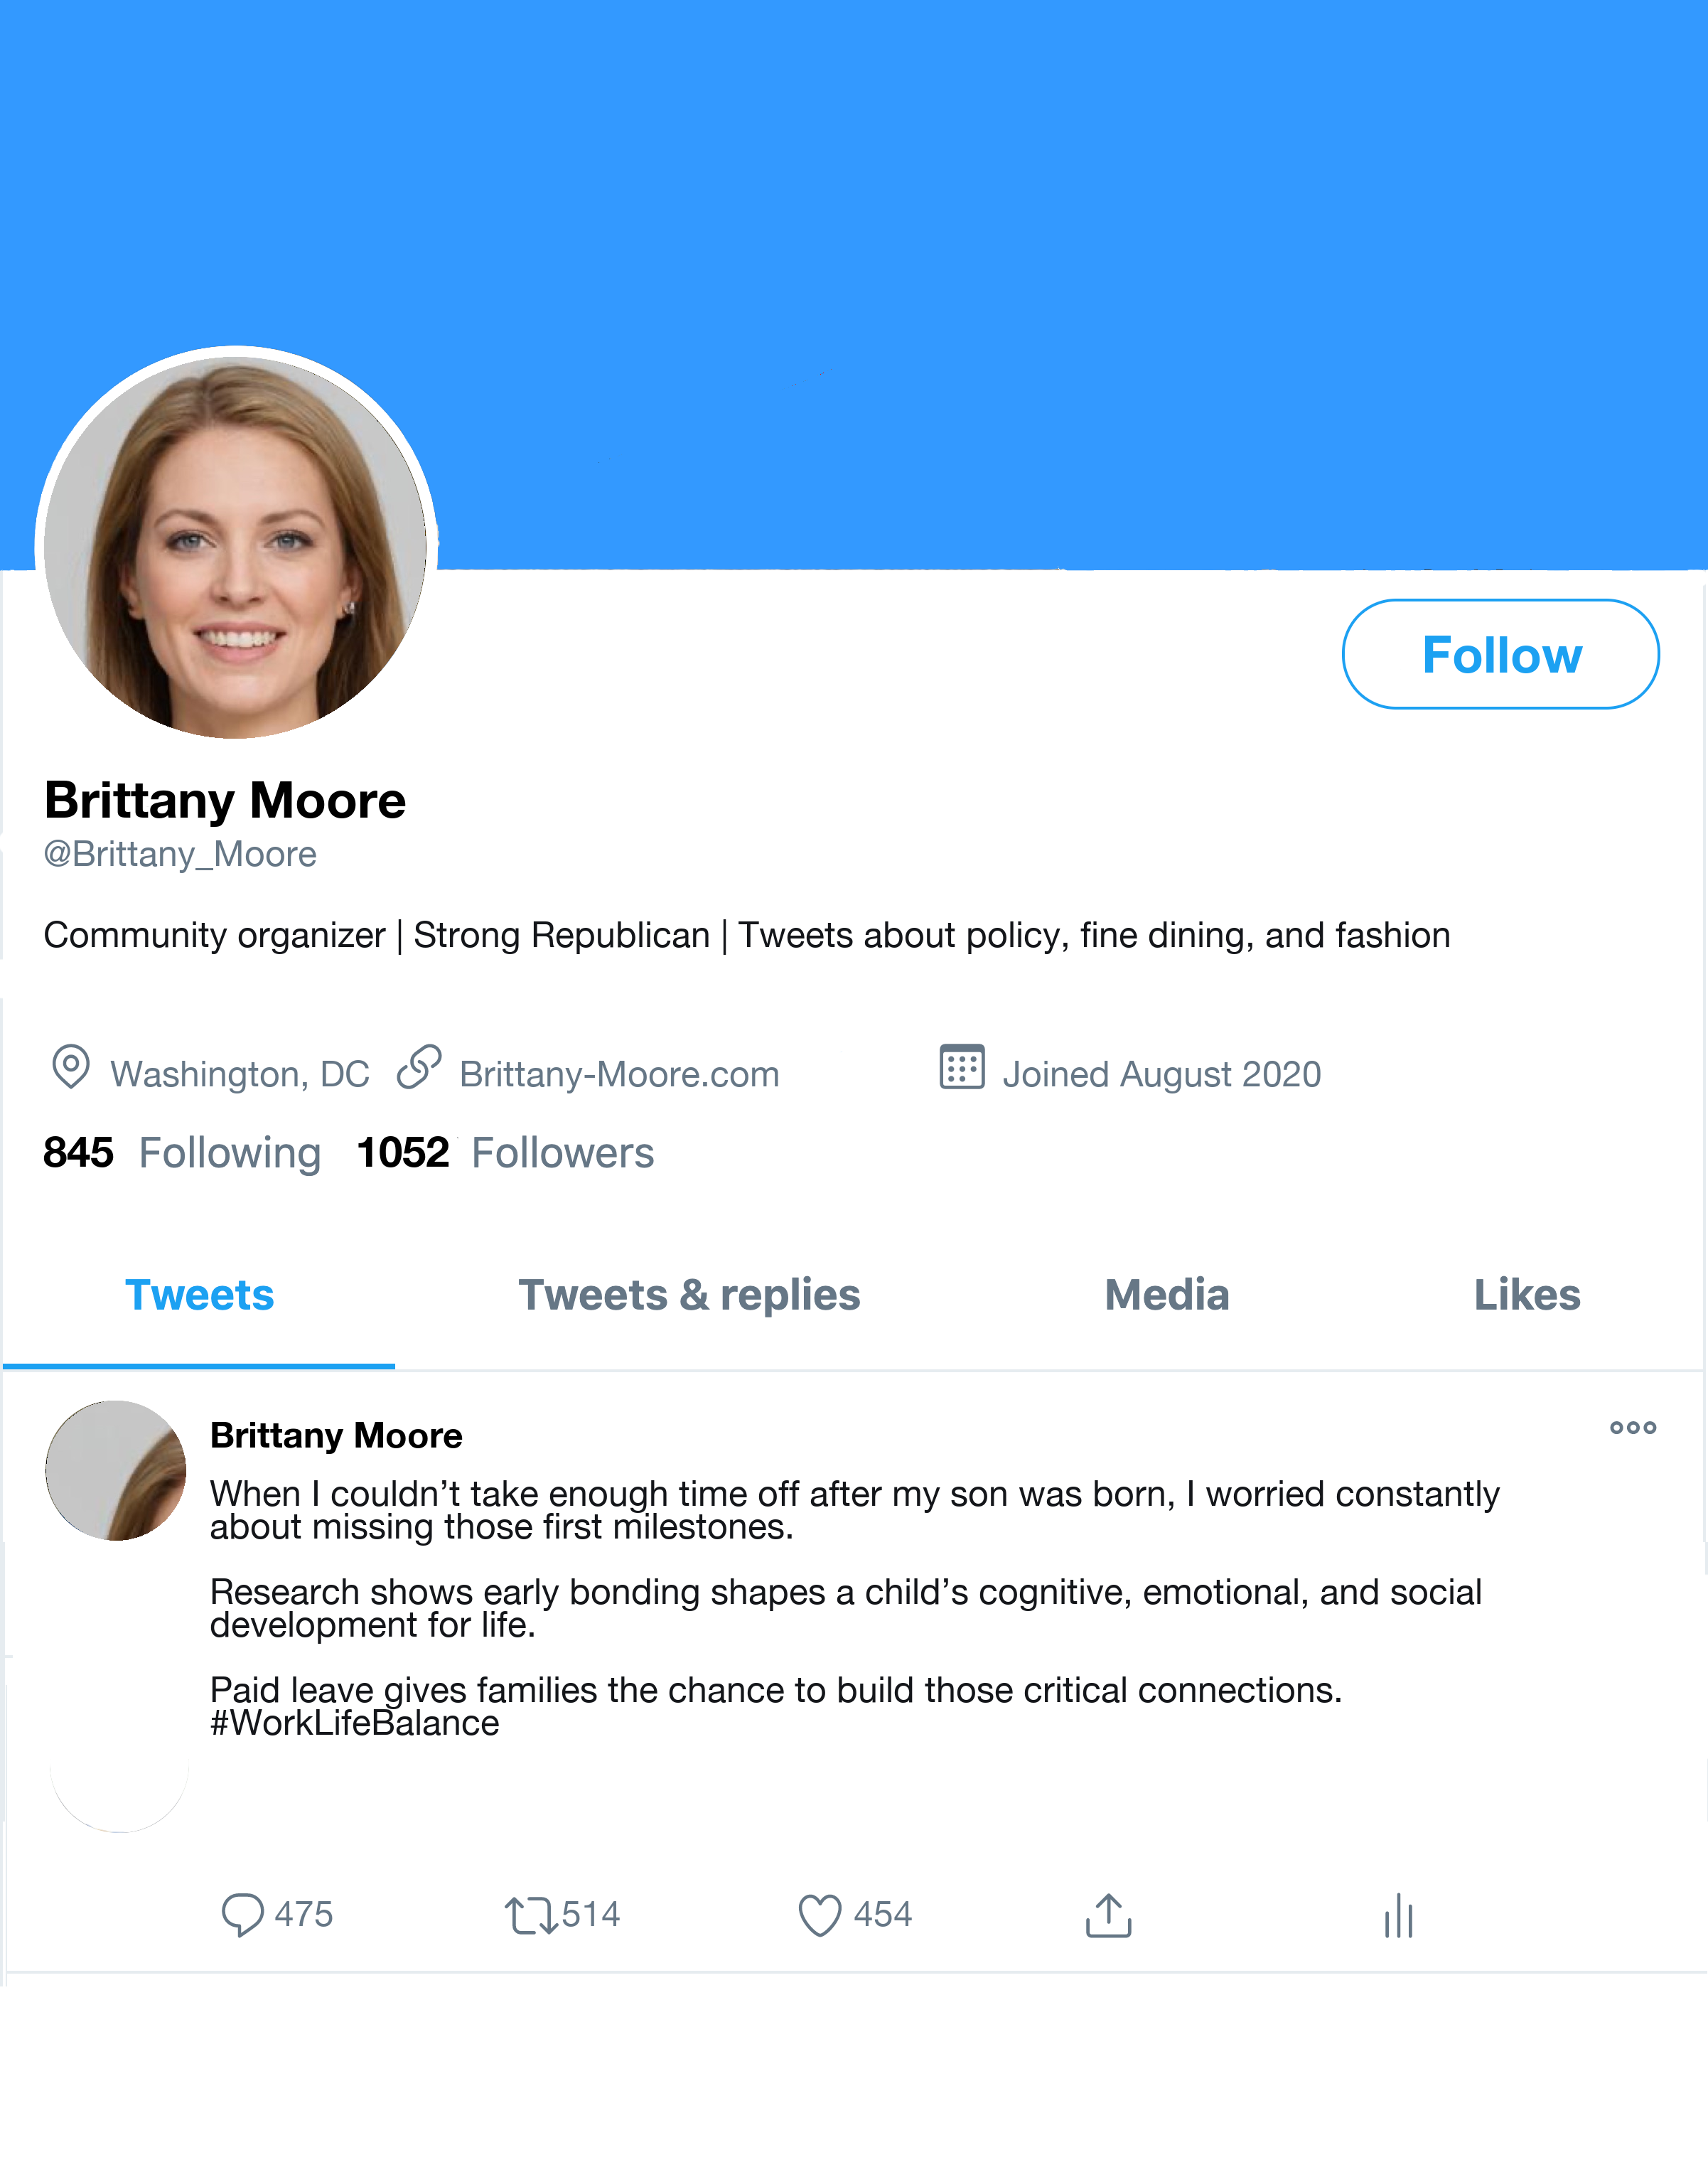 Follow
Brittany Moore
@Brittany_Moore
Community organizer | Strong Republican | Tweets about policy, fine dining, and fashion
Washington, DC Brittany-Moore.com Joined August 2020
845 Following 1052 Followers
Tweets Tweets & replies Media Likes
Brittany Moore
When I couldn’t take enough time off after my son was born, I worried constantly
about missing those first milestones.
Research shows early bonding shapes a child’s cognitive, emotional, and social
development for life.
Paid leave gives families the chance to build those critical connections.
#WorkLifeBalance
475 514 454